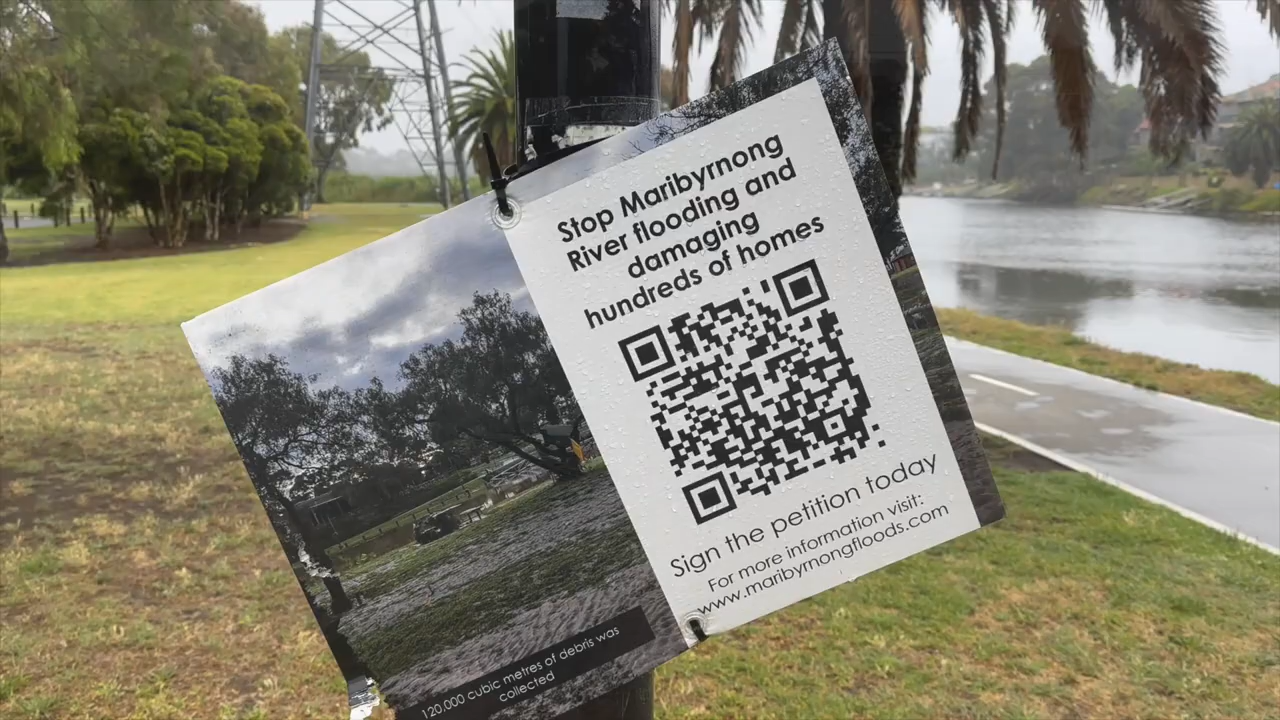 Stop Maribyrnong
River flooding and
damaging
hundreds of homes
Sign the petition today
For more information visit:
www.maribyrnongfloods.com
120,000 cubic metres of debris was
collected